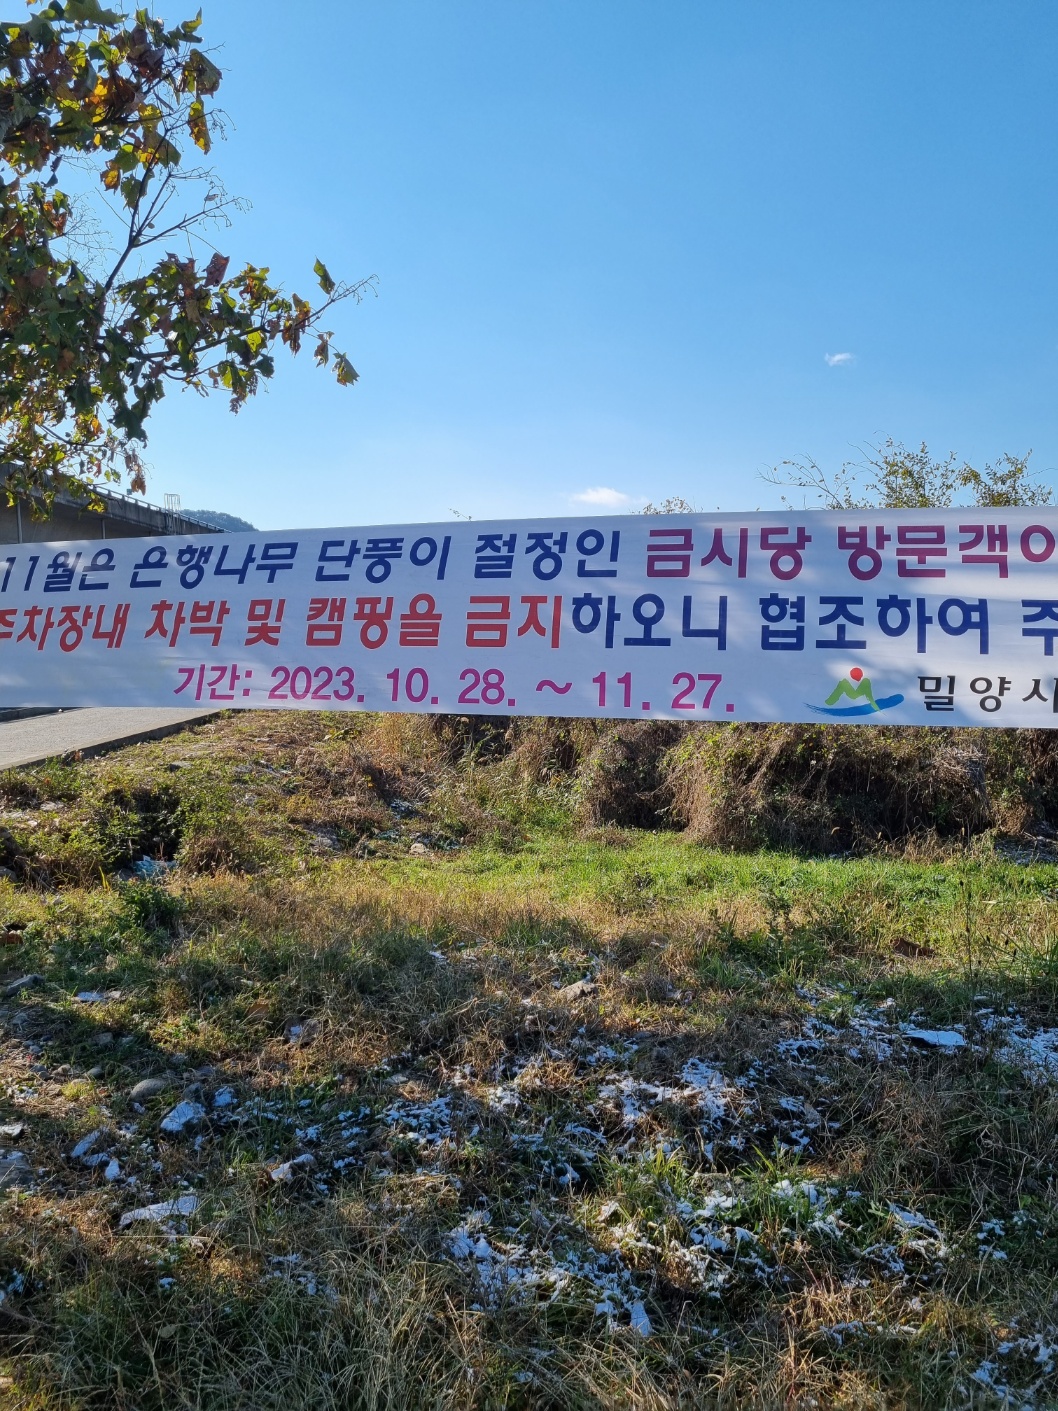 11월은 은행나무 단풍이 절정인 금시당 방문객이
주차장내 차박 및 캠핑을 금지하오니 협조하여 주
기간: 2023. 10. 28. ~ 11. 27.
밀양시